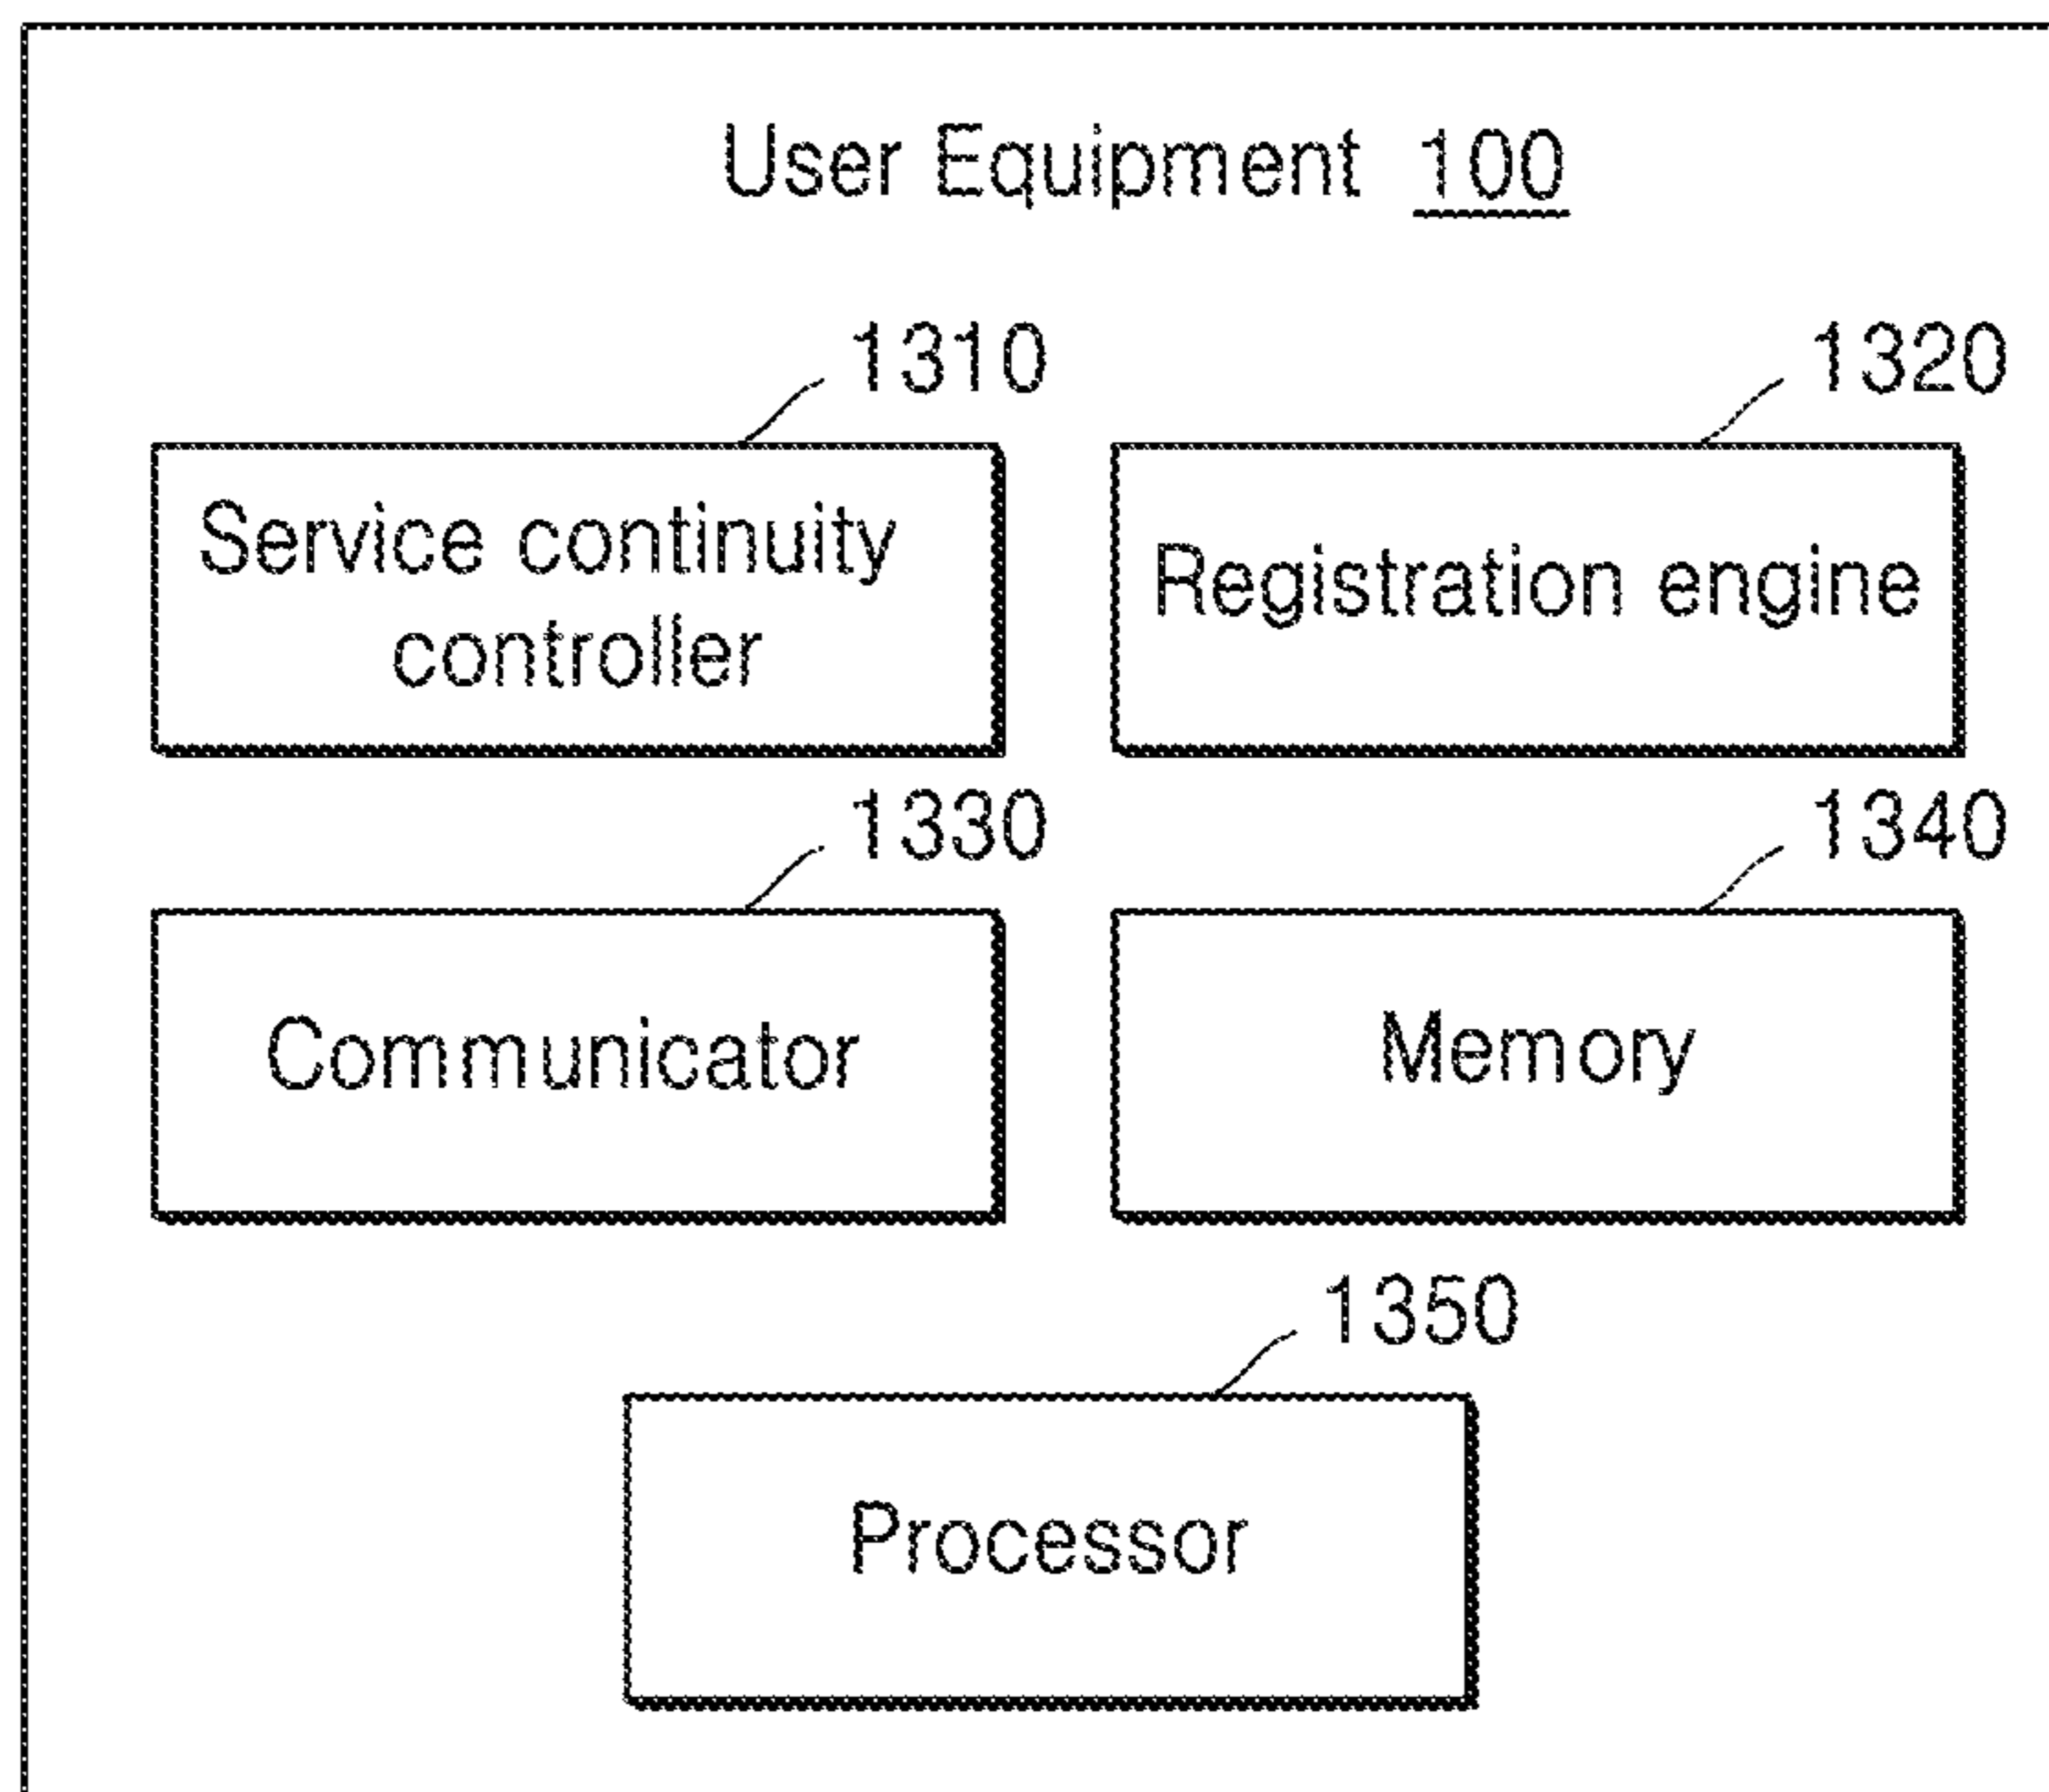 User Equipment 100
1310
1320
Service continuity
controller
Registration engine
1330
1340
Communicator
Memory
1350
Processor